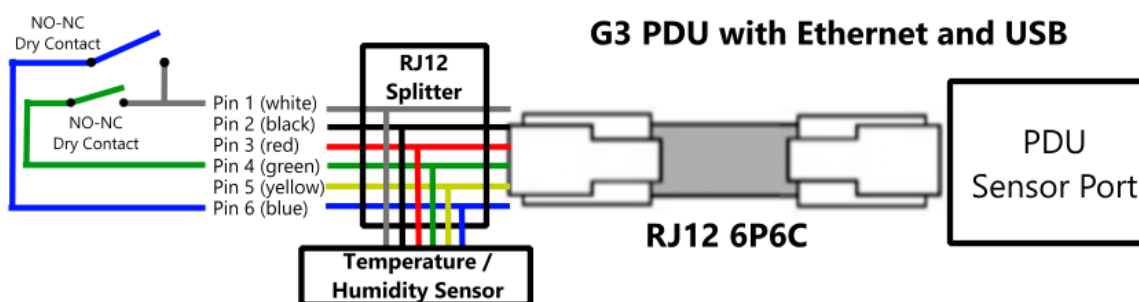 G3 PDU with Ethernet and USB
NO-NC
Dry Contact
NO-NC
Dry Contact
Pin 1 (white)
Pin 2 (black)
Pin 3 (red)
Pin 4 (green)
Pin 5 (yellow)
Pin 6 (blue)
RJ12
Splitter
Temperature /
Humidity Sensor
RJ12 6P6C
PDU
Sensor Port